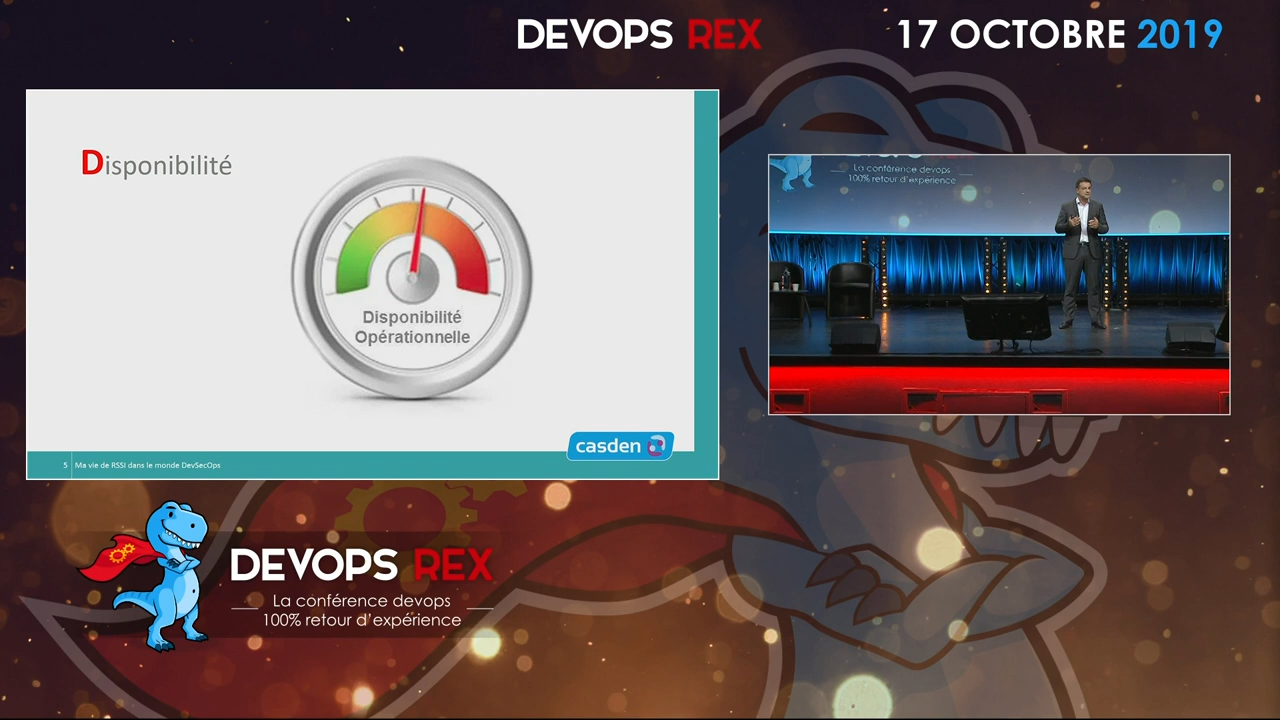 DEVOPS REX
17 OCTOBRE 2019
Disponibilité
Disponibilité
Opérationnelle
casden
5 Ma vie de RSSI dans le monde DevSecOps
La conférence devops
100% retour d'expérience
DEVOPS REX
La conférence devops
100% retour d'expérience